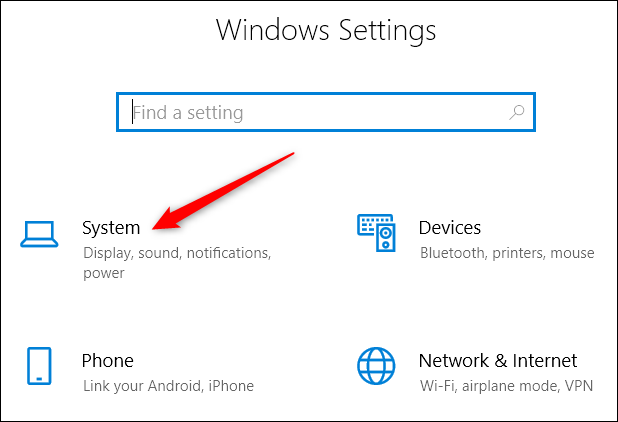 Windows Settings
Find a setting
System
Display, sound, notifications,
power
Devices
Bluetooth, printers, mouse
Phone
Link your Android, iPhone
Network & Internet
Wi-Fi, airplane mode, VPN